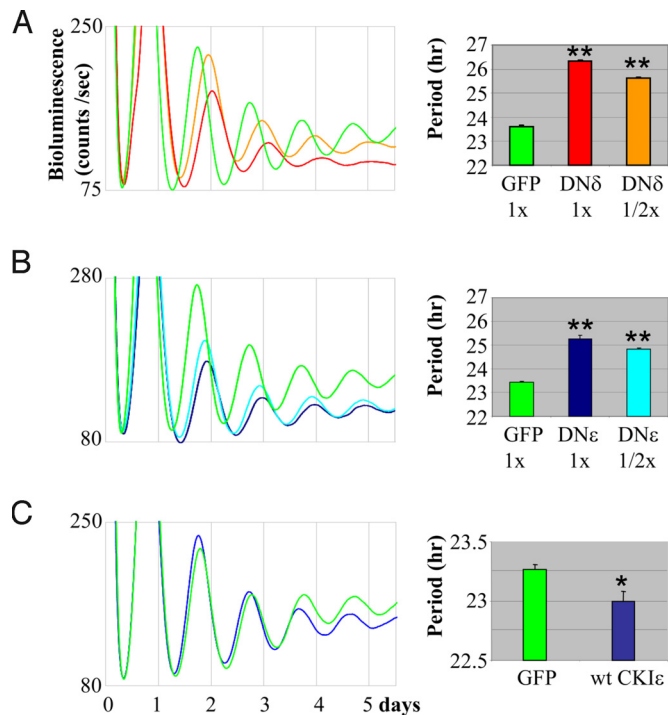 A
250
Bioluminescence
(counts /sec)
75
Period (hr)
27
26
25
24
23
22
**
**
GFP DNδ DNδ
1x 1x 1/2x
B
280
80
Period (hr)
27
26
25
24
23
22
**
**
GFP DNε DNε
1x 1x 1/2x
C
250
80
0 1 2 3 4 5 days
Period (hr)
23.5
23
22.5
*
GFP wt CKIε